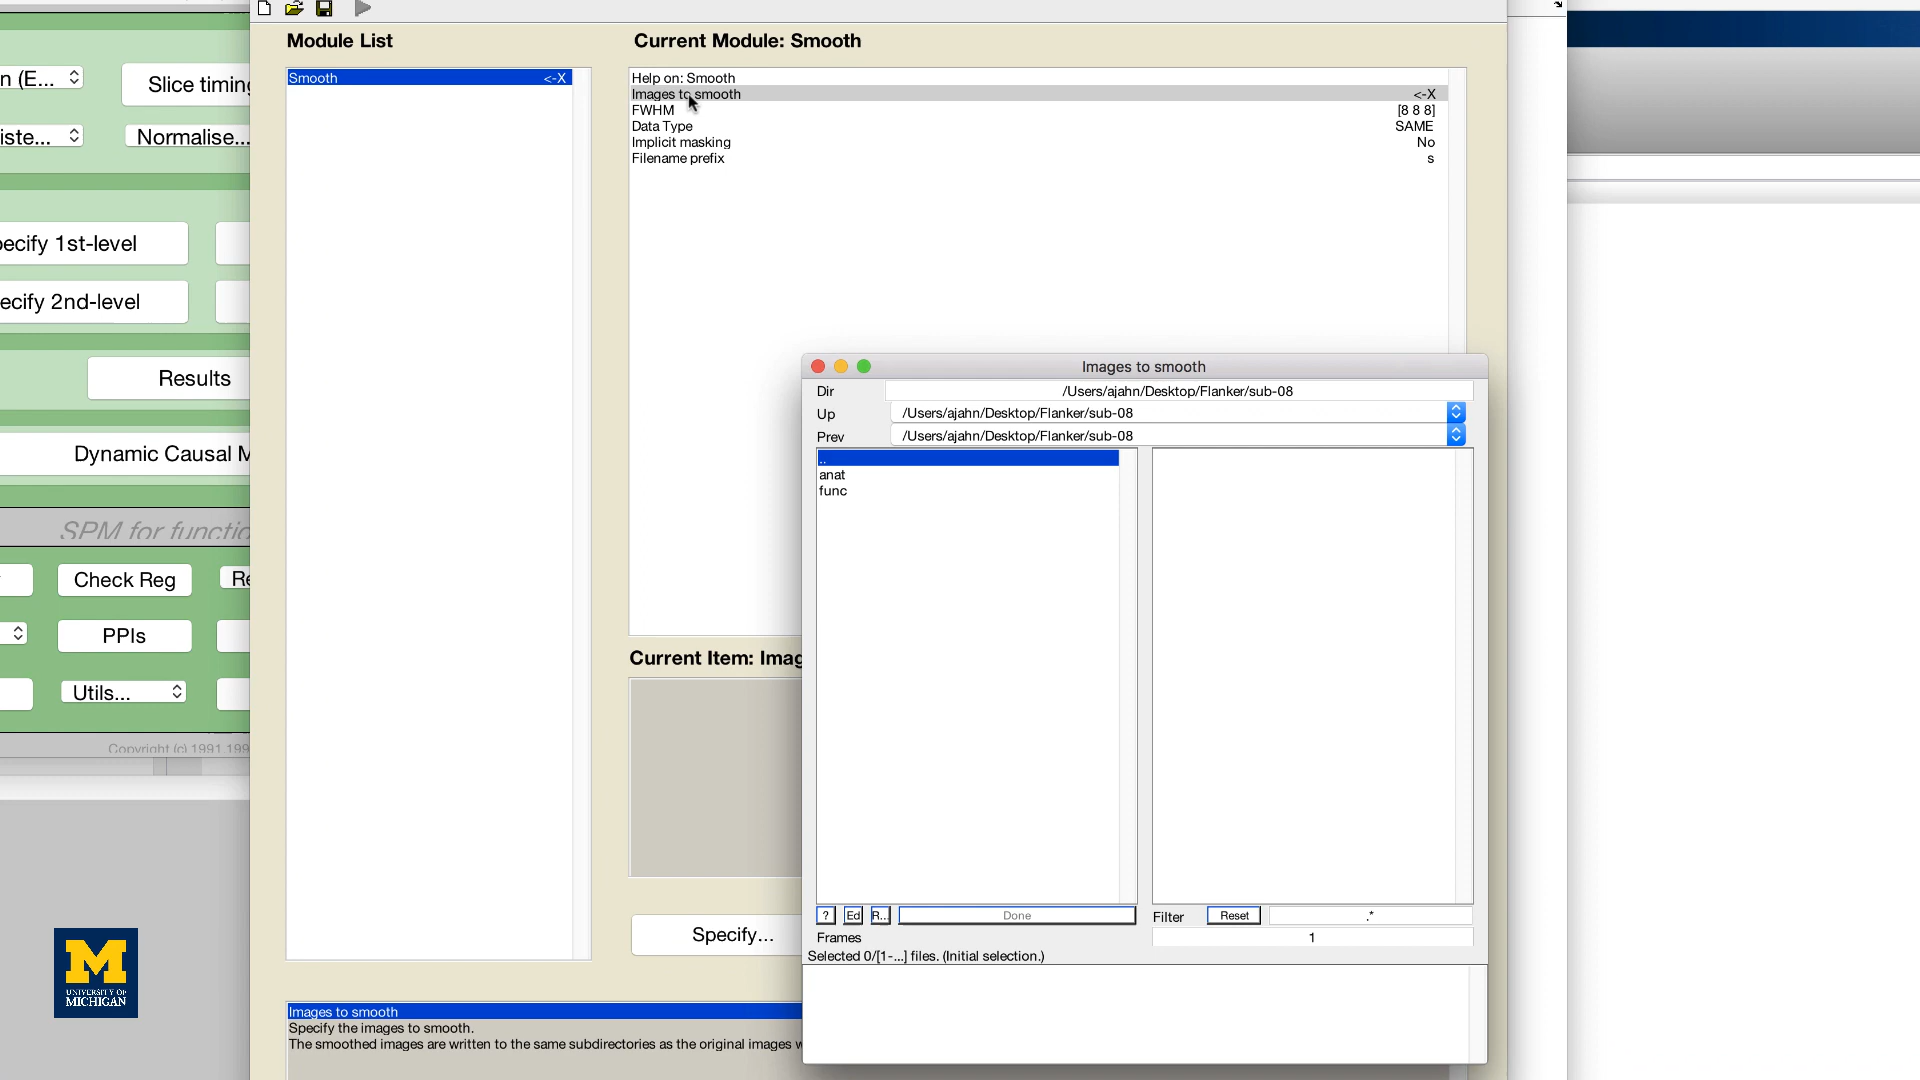 Module List
Current Module: Smooth
Smooth <-X
Help on: Smooth
Images to smooth <-X
FWHM [8 8 8]
Data Type SAME
Implicit masking No
Filename prefix s
n (E...
Slice timing
iste...
Normalise...
ecify 1st-level
ecify 2nd-level
Results
Dynamic Causal M
SPM for functio
Check Reg
Re
PPIs
Utils...
Copyright (c) 1991,199
Images to smooth
Dir /Users/ajahn/Desktop/Flanker/sub-08
Up /Users/ajahn/Desktop/Flanker/sub-08
Prev /Users/ajahn/Desktop/Flanker/sub-08
..
anat
func
? Ed R... Done
Filter Reset .*
Frames 1
Selected 0/[1-...] files. (Initial selection.)
Current Item: Imag
Specify...
Images to smooth
Specify the images to smooth.
The smoothed images are written to the same subdirectories as the original images w
M
UNIVERSITY OF
MICHIGAN